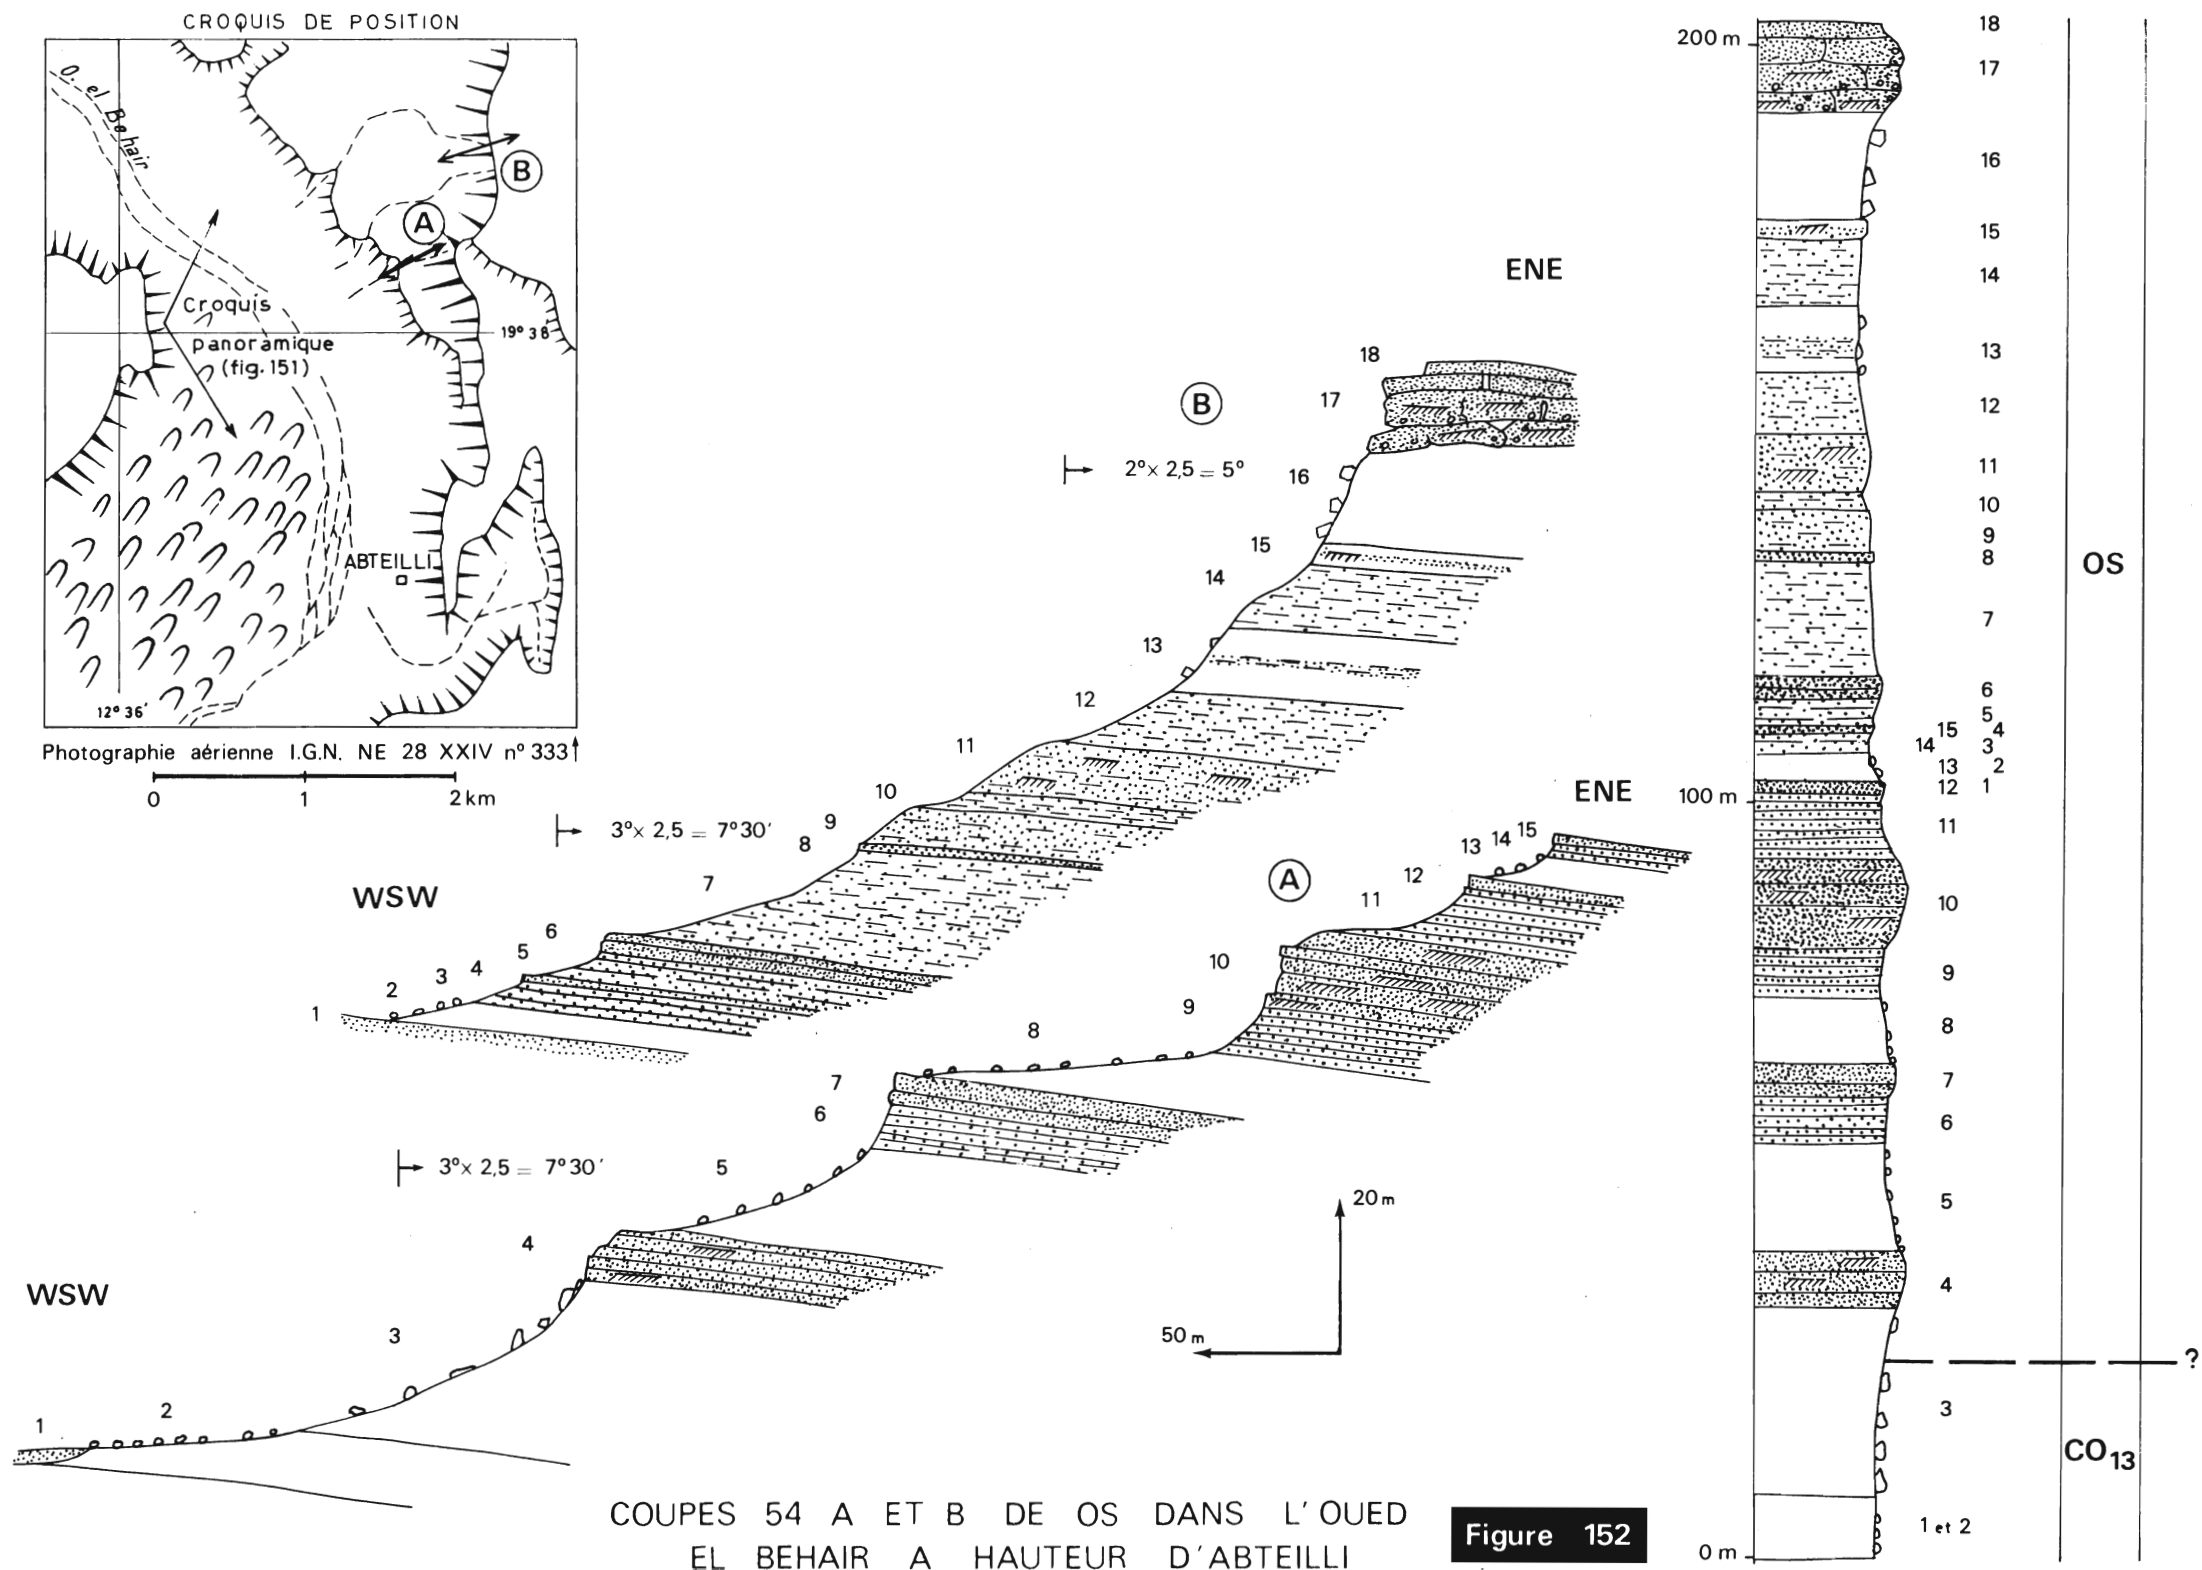 CROQUIS DE POSITION
O. el Behair
B
A
Croquis
panoramique
(fig. 151)
19° 38'
ABTEILLI
12° 36'
Photographie aérienne I.G.N. NE 28 XXIV n° 333
0 1 2 km
ENE
B
18
17
2° x 2,5 = 5°
16
15
14
13
12
11
10
9
8
3° x 2,5 = 7° 30'
7
WSW
6
5
4
3
2
1
ENE
A
15
14
13
12
11
10
9
8
7
6
3° x 2,5 = 7° 30'
5
4
WSW
3
2
1
20 m
50 m
200 m
100 m
0 m
18
17
16
15
14
13
12
11
10
9
8
7
6
5
15 4
14 3
13 2
12 1
11
10
9
8
7
6
5
4
3
1 et 2
OS
?
CO13
COUPES 54 A ET B DE OS DANS L'OUED
EL BEHAIR A HAUTEUR D'ABTEILLI
Figure 152